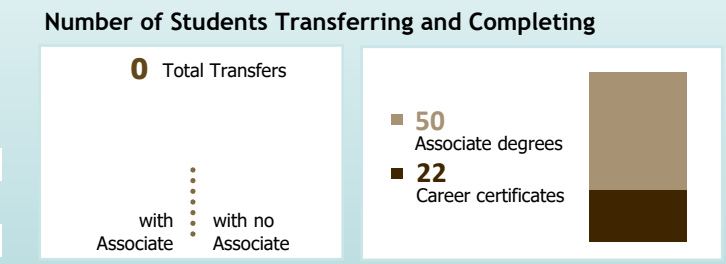 Number of Students Transferring and Completing
0 Total Transfers
with
Associate
with no
Associate
50
Associate degrees
22
Career certificates